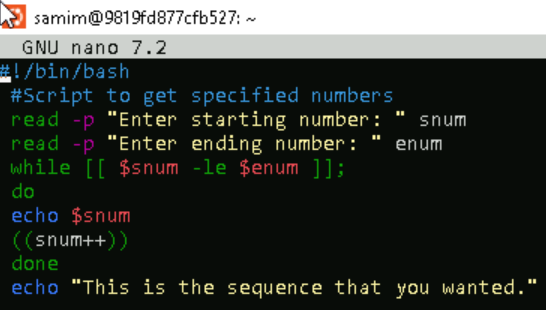 samim@9819fd877cfb527: ~
GNU nano 7.2
#!/bin/bash
#Script to get specified numbers
read -p "Enter starting number: " snum
read -p "Enter ending number: " enum
while [[ $snum -le $enum ]];
do
echo $snum
((snum++))
done
echo "This is the sequence that you wanted."